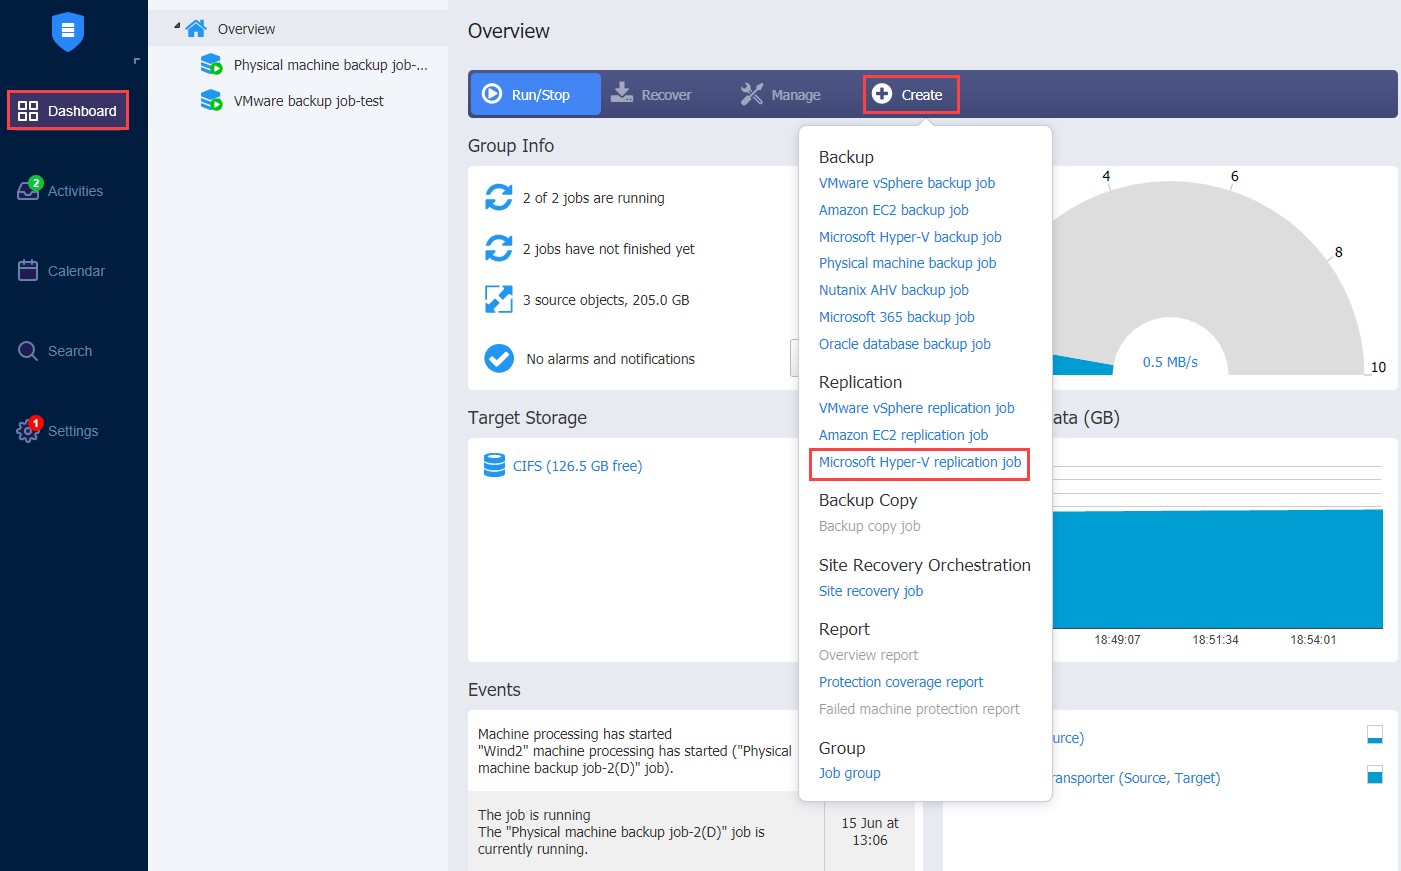 Dashboard
2
Activities
Calendar
Search
1
Settings
Overview
Physical machine backup job-...
VMware backup job-test
Overview
Run/Stop
Recover
Manage
Create
Group Info
2 of 2 jobs are running
2 jobs have not finished yet
3 source objects, 205.0 GB
No alarms and notifications
Target Storage
CIFS (126.5 GB free)
Events
Machine processing has started
"Wind2" machine processing has started ("Physical
machine backup job-2(D)" job).
The job is running
The "Physical machine backup job-2(D)" job is
currently running.
15 Jun at
13:06
Backup
VMware vSphere backup job
Amazon EC2 backup job
Microsoft Hyper-V backup job
Physical machine backup job
Nutanix AHV backup job
Microsoft 365 backup job
Oracle database backup job
Replication
VMware vSphere replication job
Amazon EC2 replication job
Microsoft Hyper-V replication job
Backup Copy
Backup copy job
Site Recovery Orchestration
Site recovery job
Report
Overview report
Protection coverage report
Failed machine protection report
Group
Job group
4
6
8
10
0.5 MB/s
ata (GB)
18:49:07
18:51:34
18:54:01
urce)
ransporter (Source, Target)